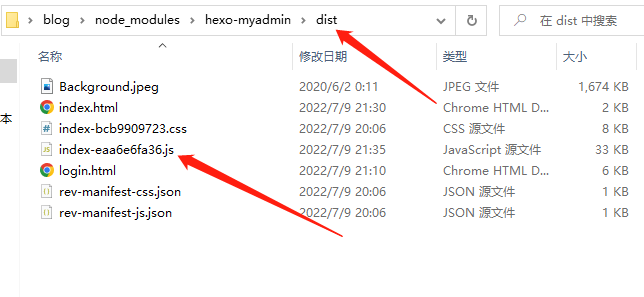 blog > node_modules > hexo-myadmin > dist
在 dist 中搜索
名称 修改日期 类型 大小
Background.jpeg 2020/6/2 0:11 JPEG 文件 1,674 KB
index.html 2022/7/9 21:30 Chrome HTML D... 2 KB
index-bcb9909723.css 2022/7/9 20:06 CSS 源文件 8 KB
index-eaa6e6fa36.js 2022/7/9 21:35 JavaScript 源文件 33 KB
login.html 2022/7/9 21:10 Chrome HTML D... 6 KB
rev-manifest-css.json 2022/7/9 20:06 JSON 源文件 1 KB
rev-manifest-js.json 2022/7/9 20:06 JSON 源文件 1 KB
本